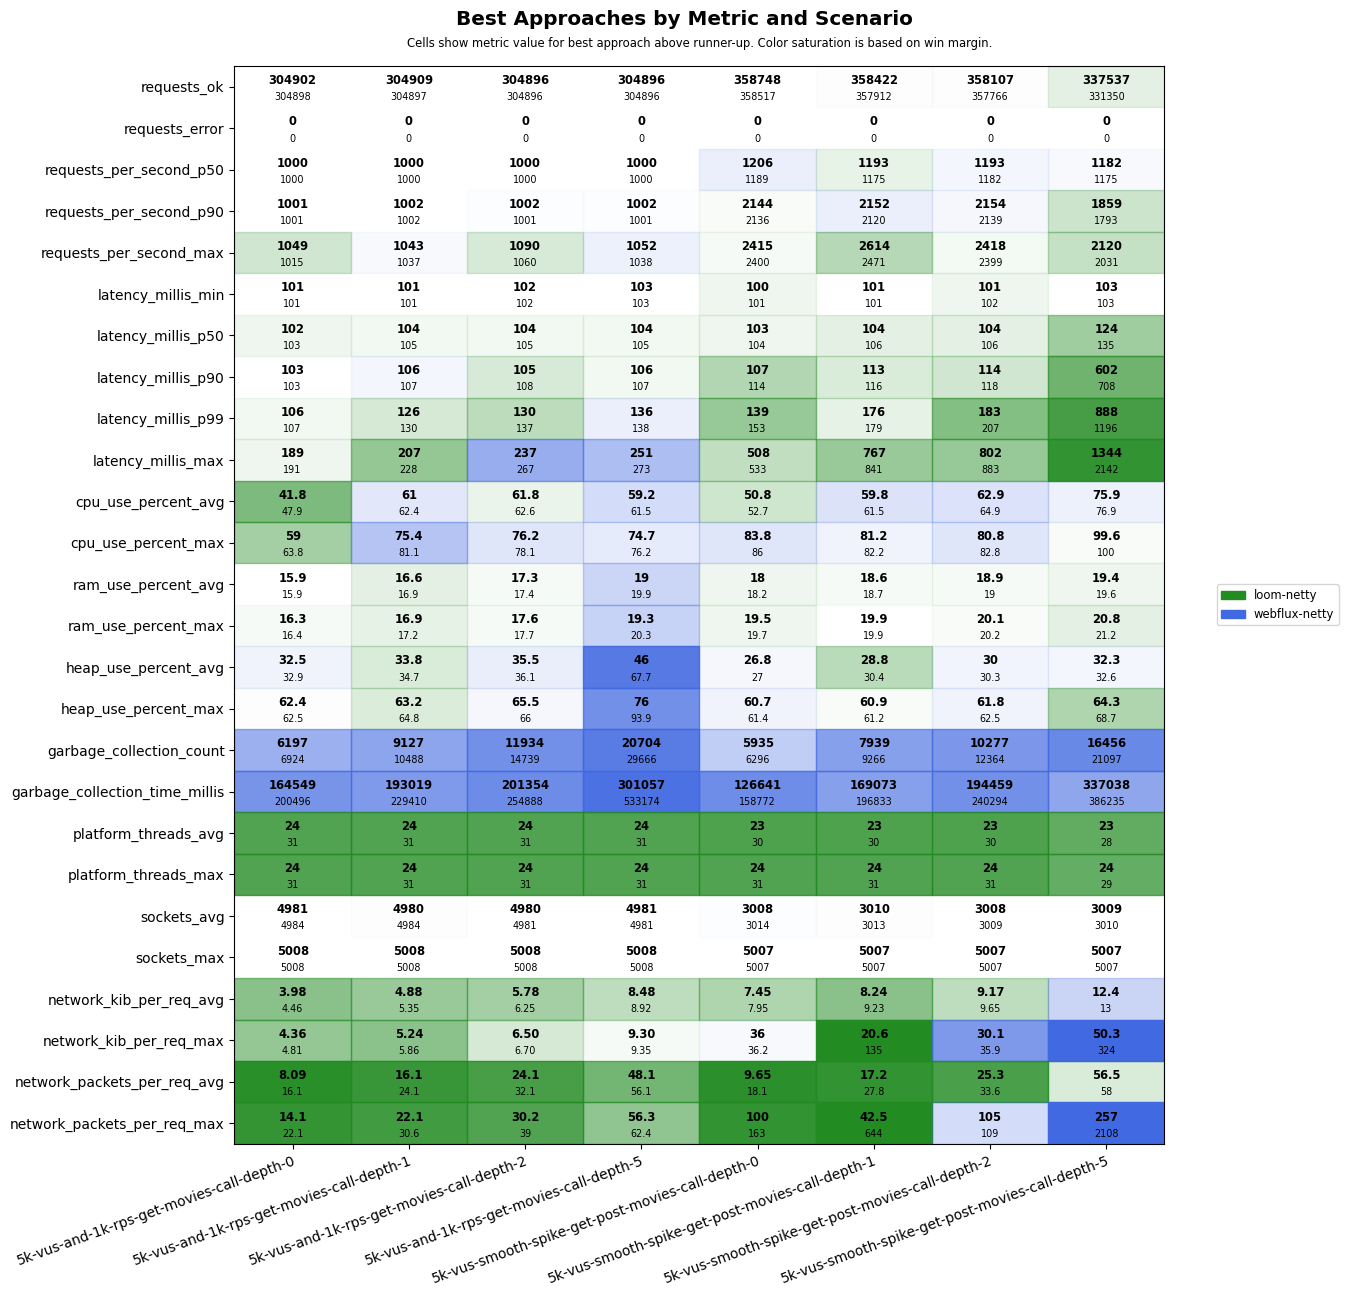 Best Approaches by Metric and Scenario
Cells show metric value for best approach above runner-up. Color saturation is based on win margin.
requests_ok 304902 304909 304896 304896 358748 358422 358107 337537
304898 304897 304896 304896 358517 357912 357766 331350
requests_error 0 0 0 0 0 0 0 0
0 0 0 0 0 0 0 0
requests_per_second_p50 1000 1000 1000 1000 1206 1193 1193 1182
1000 1000 1000 1000 1189 1175 1182 1175
requests_per_second_p90 1001 1002 1002 1002 2144 2152 2154 1859
1001 1002 1001 1001 2136 2120 2139 1793
requests_per_second_max 1049 1043 1090 1052 2415 2614 2418 2120
1015 1037 1060 1038 2400 2471 2399 2031
latency_millis_min 101 101 102 103 100 101 101 103
101 101 102 103 101 101 102 103
latency_millis_p50 102 104 104 104 103 104 104 124
103 105 105 105 104 106 106 135
latency_millis_p90 103 106 105 106 107 113 114 602
103 107 108 107 114 116 118 708
latency_millis_p99 106 126 130 136 139 176 183 888
107 130 137 138 153 179 207 1196
latency_millis_max 189 207 237 251 508 767 802 1344
191 228 267 273 533 841 883 2142
cpu_use_percent_avg 41.8 61 61.8 59.2 50.8 59.8 62.9 75.9
47.9 62.4 62.6 61.5 52.7 61.5 64.9 76.9
cpu_use_percent_max 59 75.4 76.2 74.7 83.8 81.2 80.8 99.6
63.8 81.1 78.1 76.2 86 82.2 82.8 100
ram_use_percent_avg 15.9 16.6 17.3 19 18 18.6 18.9 19.4
15.9 16.9 17.4 19.9 18.2 18.7 19 19.6
ram_use_percent_max 16.3 16.9 17.6 19.3 19.5 19.9 20.1 20.8
16.4 17.2 17.7 20.3 19.7 19.9 20.2 21.2
heap_use_percent_avg 32.5 33.8 35.5 46 26.8 28.8 30 32.3
32.9 34.7 36.1 67.7 27 30.4 30.3 32.6
heap_use_percent_max 62.4 63.2 65.5 76 60.7 60.9 61.8 64.3
62.5 64.8 66 93.9 61.4 61.2 62.5 68.7
garbage_collection_count 6197 9127 11934 20704 5935 7939 10277 16456
6924 10488 14739 29666 6296 9266 12364 21097
garbage_collection_time_millis 164549 193019 201354 301057 126641 169073 194459 337038
200496 229410 254888 533174 158772 196833 240294 386235
platform_threads_avg 24 24 24 24 23 23 23 23
31 31 31 31 30 30 30 28
platform_threads_max 24 24 24 24 24 24 24 24
31 31 31 31 31 31 31 29
sockets_avg 4981 4980 4980 4981 3008 3010 3008 3009
4984 4984 4981 4981 3014 3013 3009 3010
sockets_max 5008 5008 5008 5008 5007 5007 5007 5007
5008 5008 5008 5008 5007 5007 5007 5007
network_kib_per_req_avg 3.98 4.88 5.78 8.48 7.45 8.24 9.17 12.4
4.46 5.35 6.25 8.92 7.95 9.23 9.65 13
network_kib_per_req_max 4.36 5.24 6.50 9.30 36 20.6 30.1 50.3
4.81 5.86 6.70 9.35 36.2 135 35.9 324
network_packets_per_req_avg 8.09 16.1 24.1 48.1 9.65 17.2 25.3 56.5
16.1 24.1 32.1 56.1 18.1 27.8 33.6 58
network_packets_per_req_max 14.1 22.1 30.2 56.3 100 42.5 105 257
22.1 30.6 39 62.4 163 644 109 2108
5k-vus-and-1k-rps-get-movies-call-depth-0
5k-vus-and-1k-rps-get-movies-call-depth-1
5k-vus-and-1k-rps-get-movies-call-depth-2
5k-vus-and-1k-rps-get-movies-call-depth-5
5k-vus-smooth-spike-get-post-movies-call-depth-0
5k-vus-smooth-spike-get-post-movies-call-depth-1
5k-vus-smooth-spike-get-post-movies-call-depth-2
5k-vus-smooth-spike-get-post-movies-call-depth-5
loom-netty
webflux-netty